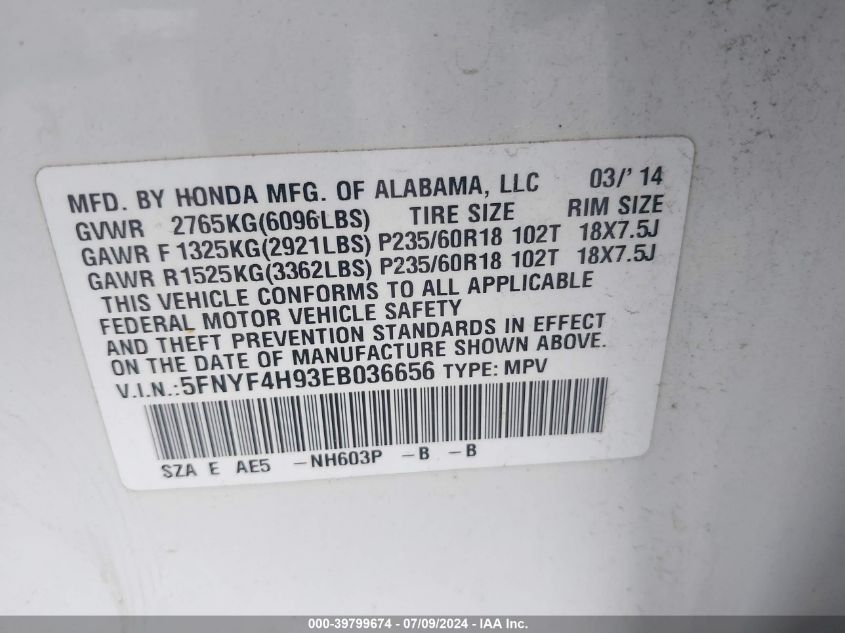 MFD. BY HONDA MFG. OF ALABAMA, LLC 03/' 14
GVWR 2765KG(6096LBS) TIRE SIZE RIM SIZE
GAWR F 1325KG(2921LBS) P235/60R18 102T 18X7.5J
GAWR R1525KG(3362LBS) P235/60R18 102T 18X7.5J
THIS VEHICLE CONFORMS TO ALL APPLICABLE
FEDERAL MOTOR VEHICLE SAFETY
AND THEFT PREVENTION STANDARDS IN EFFECT
ON THE DATE OF MANUFACTURE SHOWN ABOVE.
V.I.N.:5FNYF4H93EB036656 TYPE: MPV
SZA E AE5 -NH603P -B -B
000-39799674 / 07/09/2024 - IAA Inc.